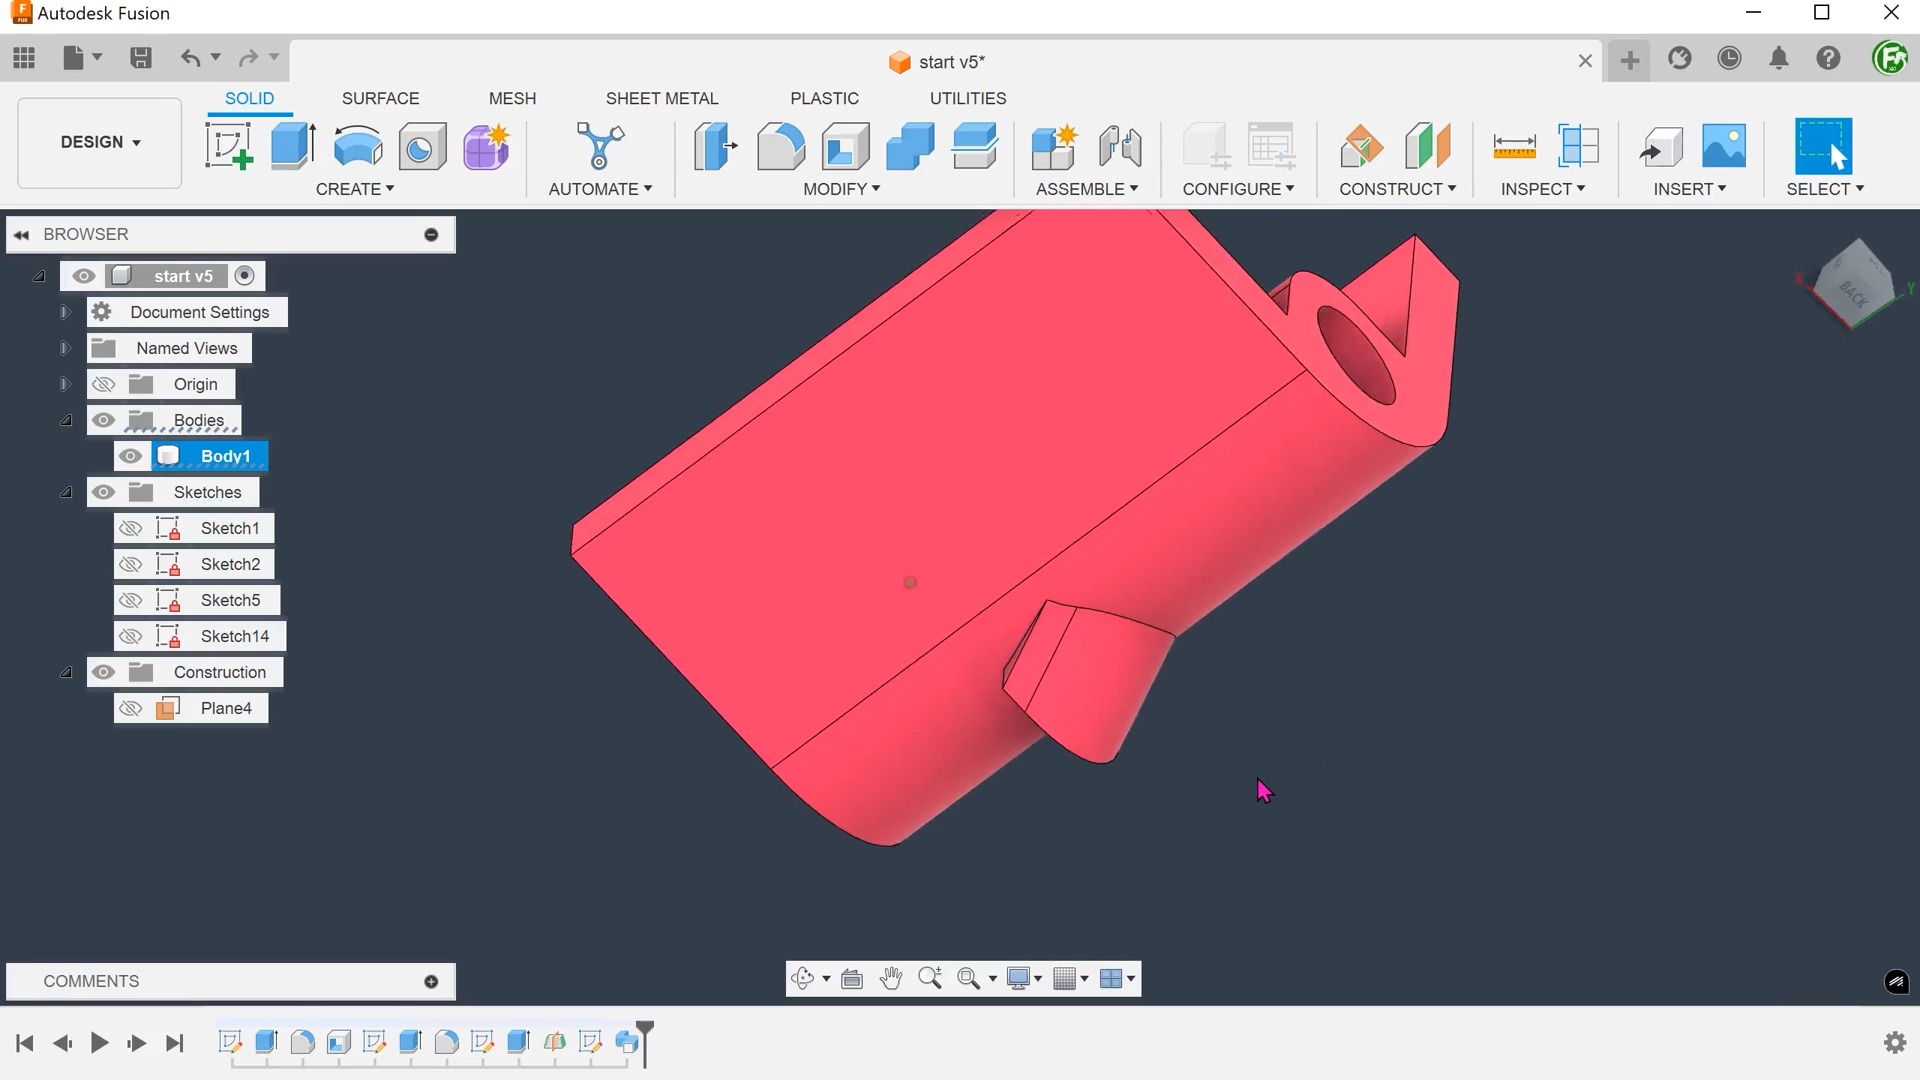 Autodesk Fusion
start v5*
SOLID SURFACE MESH SHEET METAL PLASTIC UTILITIES
DESIGN
CREATE AUTOMATE MODIFY ASSEMBLE CONFIGURE CONSTRUCT INSPECT INSERT SELECT
BROWSER
start v5
Document Settings
Named Views
Origin
Bodies
Body1
Sketches
Sketch1
Sketch2
Sketch5
Sketch14
Construction
Plane4
X
BACK
Y
COMMENTS